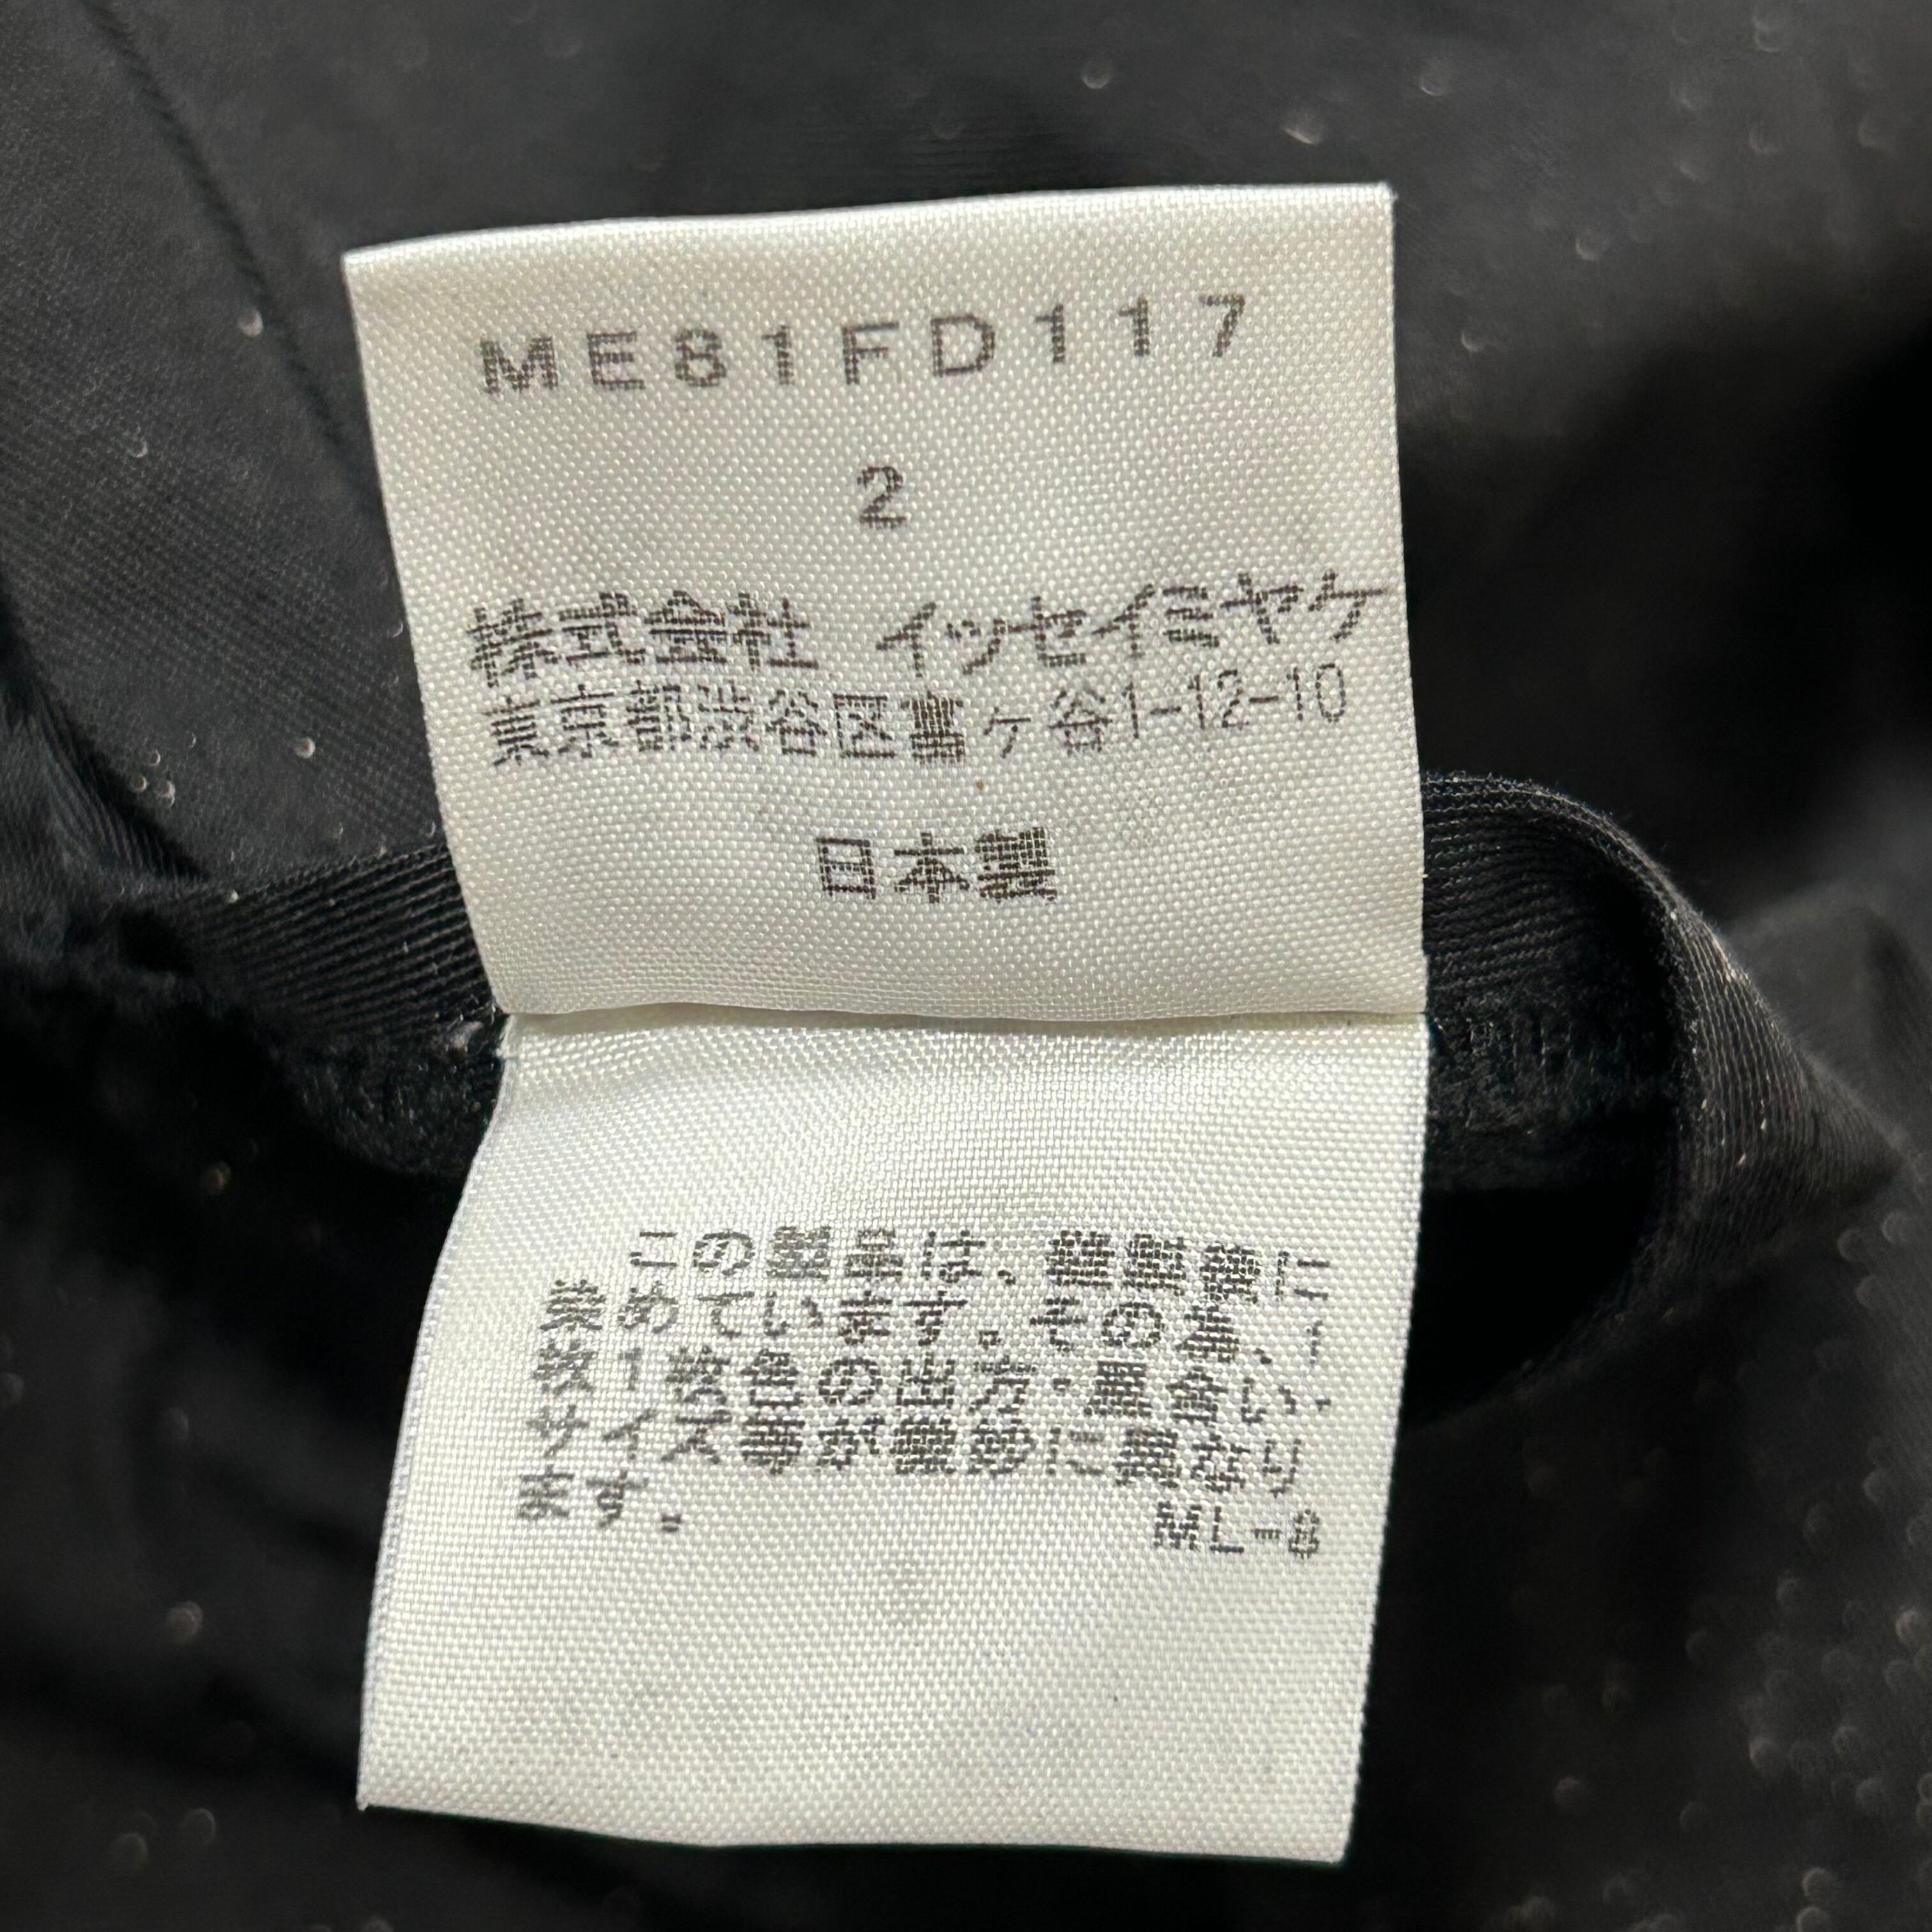 ME81FD117
2
株式会社 イッセイミヤケ
東京都渋谷区富ヶ谷1-12-10
日本製
この製品は、縫製後に
染めています。その為、1
枚1枚色の出方・風合い、
サイズ等が微妙に異なり
ます。
ML-8